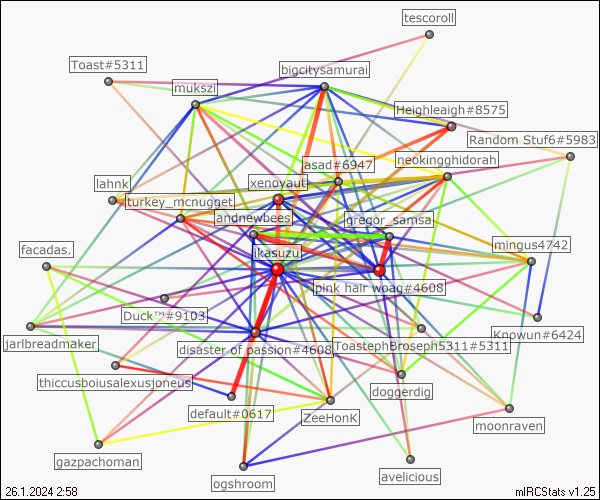 tescoroll
Toast#5311
bigcitysamurai
mukszi
Heighleaigh#8575
Random Stuf6#5983
asad#6947
neokingghidorah
xenoyaut
lahnk
turkey_mcnugget
andnewbees
gregor_samsa
facadas.
ikasuzu
mingus4742
pink hair woag#4608
Duck™#9103
Knowun#6424
jarlbreadmaker
disaster of passion#4608
ToastephBroseph5311#5311
thiccusboiusalexusjoneus
doggerdig
default#0617
ZeeHonK
moonraven
gazpachoman
avelicious
ogshroom
26.1.2024 2:58
mIRCStats v1.25